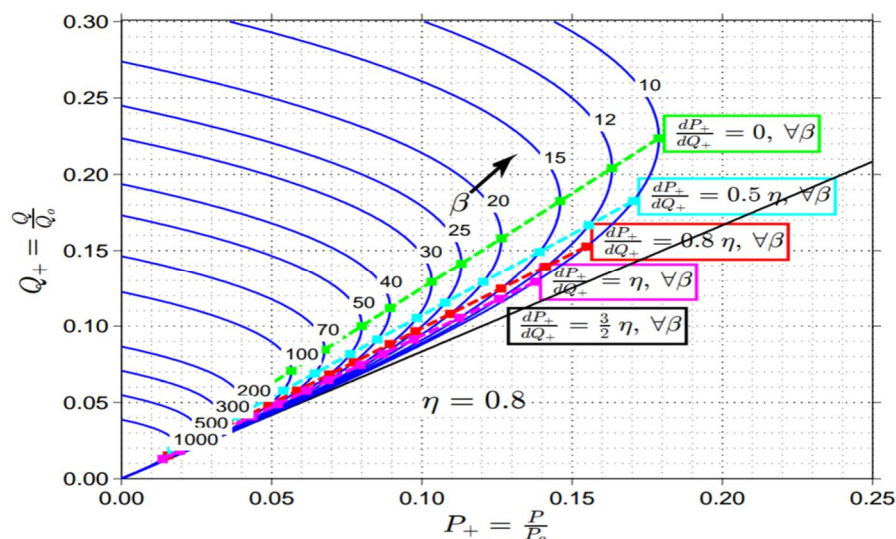 0.30
0.25
0.20
0.15
0.10
0.05
0.00
Q₊ = Q/Qₒ
10
12
15
20
25
30
40
50
70
100
200
300
500
1000
β
dP₊/dQ₊ = 0, ∀β
dP₊/dQ₊ = 0.5 η, ∀β
dP₊/dQ₊ = 0.8 η, ∀β
dP₊/dQ₊ = η, ∀β
dP₊/dQ₊ = 3/2 η, ∀β
η = 0.8
0.00 0.05 0.10 0.15 0.20 0.25
P₊ = P/Pₒ